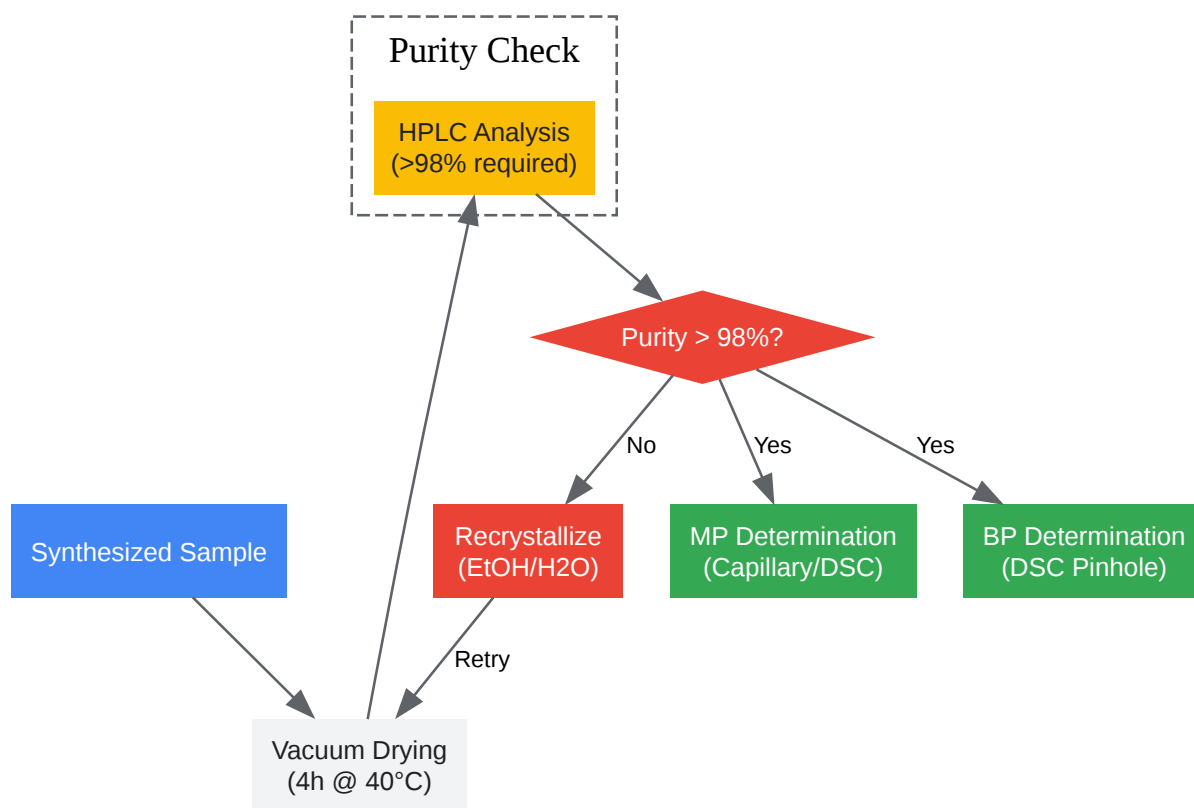 Purity Check
HPLC Analysis
(>98% required)
Purity > 98%?
No
Yes
Yes
Synthesized Sample
Recrystallize
(EtOH/H2O)
MP Determination
(Capillary/DSC)
BP Determination
(DSC Pinhole)
Retry
Vacuum Drying
(4h @ 40°C)